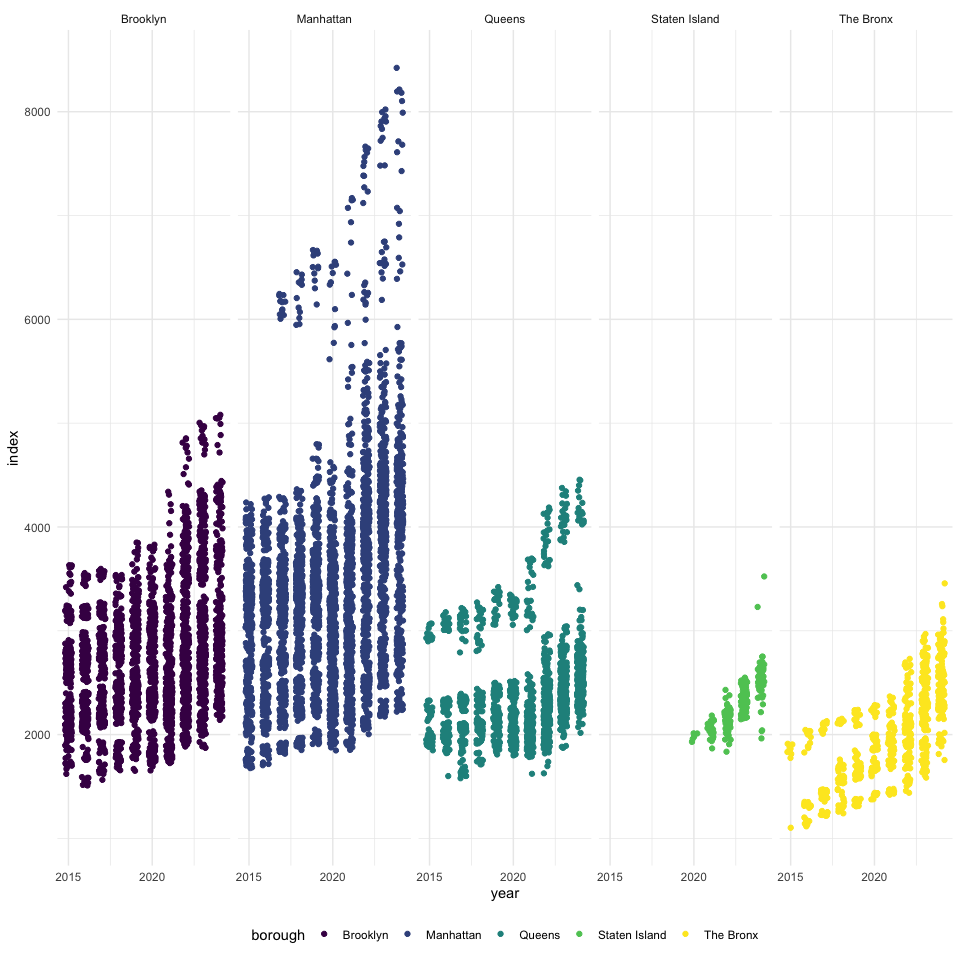 Brooklyn Manhattan Queens Staten Island The Bronx
8000
6000
4000
2000
index
2015 2020 2015 2020 2015 2020 2015 2020 2015 2020
year
borough Brooklyn Manhattan Queens Staten Island The Bronx